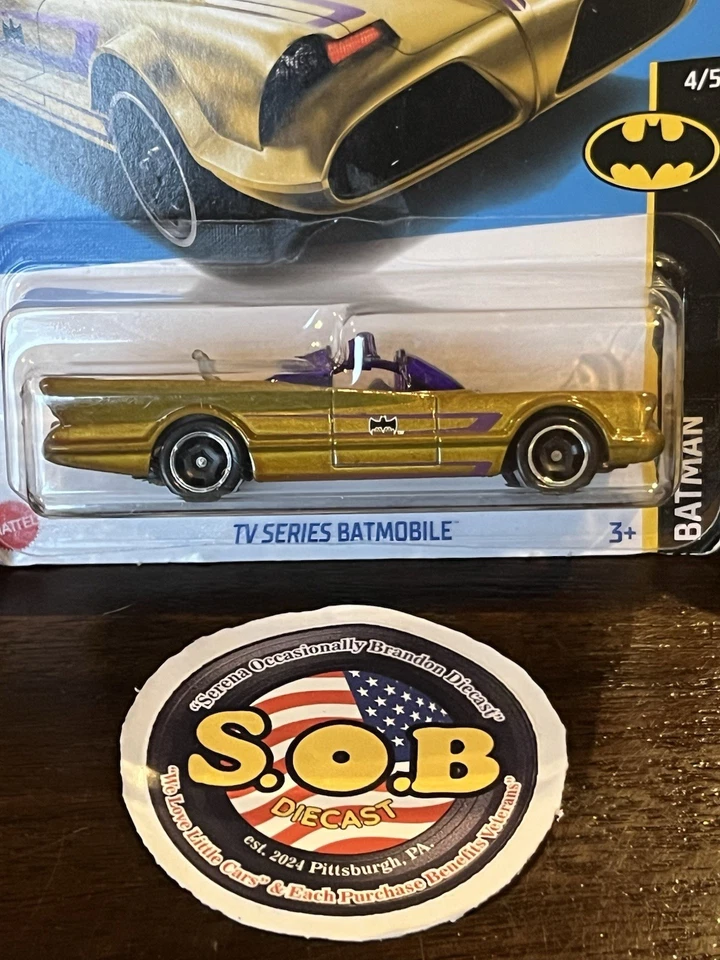 4/5
BATMAN
TV SERIES BATMOBILE™
3+
MATTEL
"Serena Occasionally Brandon Diecast"
S.O.B
DIECAST
est. 2024 Pittsburgh, PA.
"We Love Little Cars" & Each Purchase Benefits Veterans"